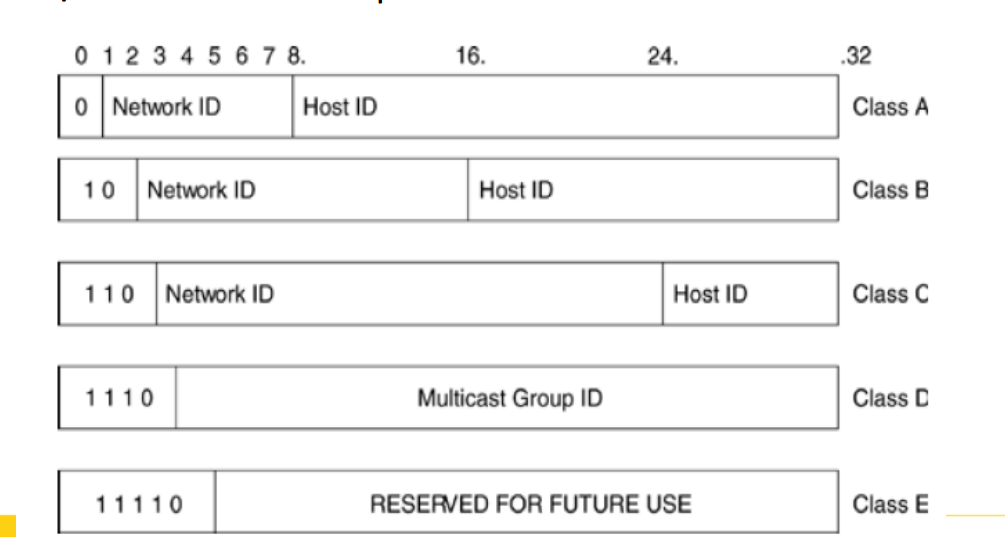 0 1 2 3 4 5 6 7 8. 16. 24. .32
0 Network ID Host ID Class A
1 0 Network ID Host ID Class B
1 1 0 Network ID Host ID Class C
1 1 1 0 Multicast Group ID Class D
1 1 1 1 0 RESERVED FOR FUTURE USE Class E